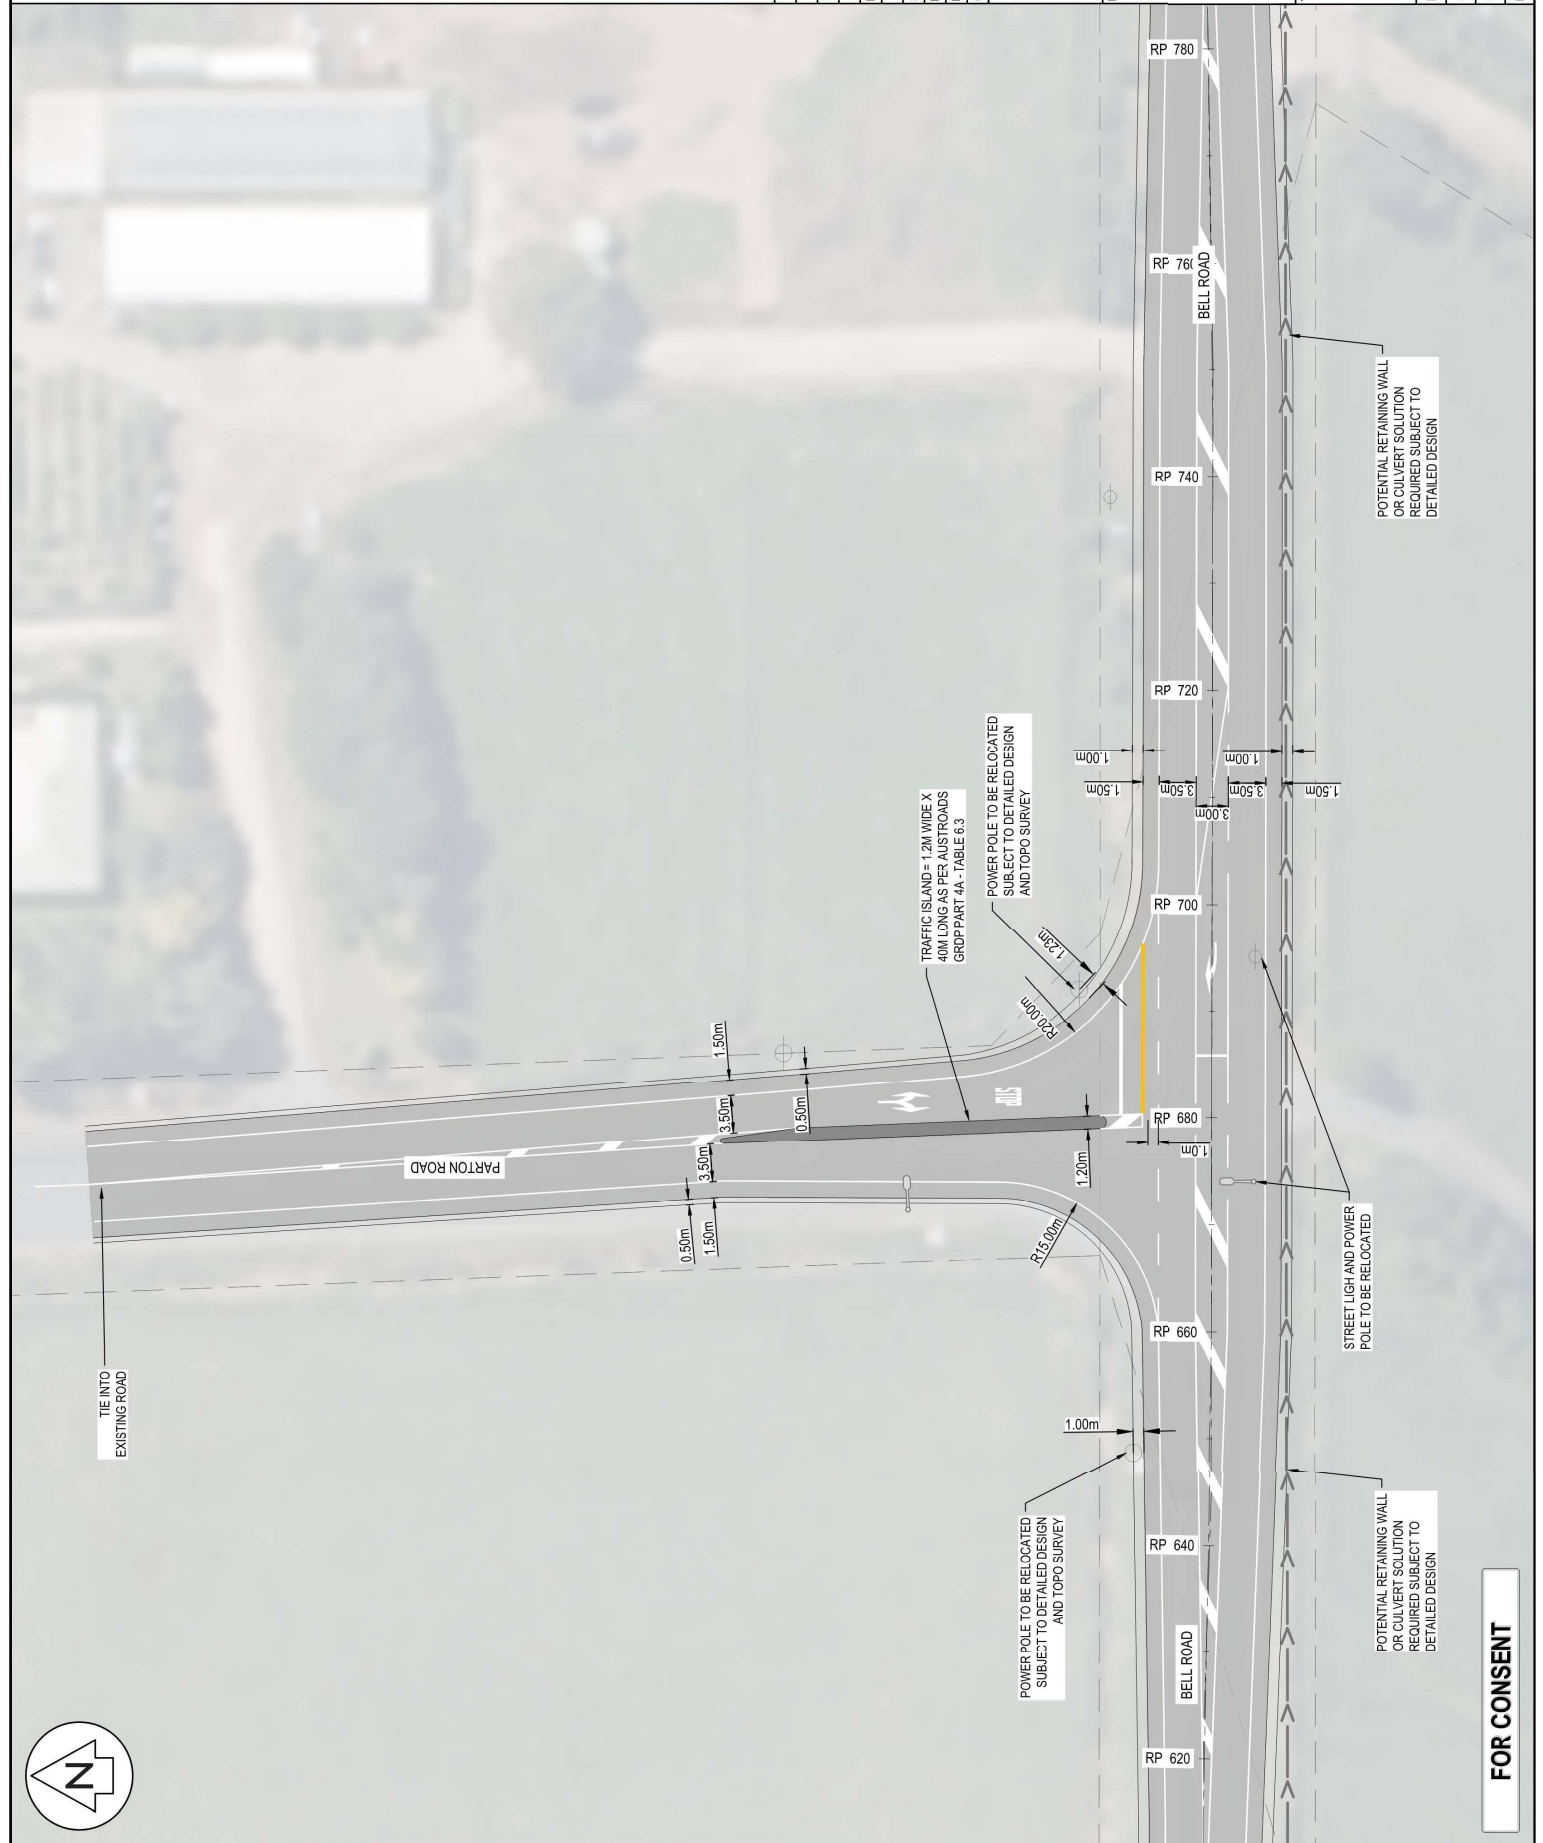 N
TIE INTO
EXISTING ROAD
PARTON ROAD
0.50m
1.50m
3.50m
3.50m
1.50m
0.50m
TRAFFIC ISLAND = 1.2M WIDE X
40M LONG AS PER AUSTROADS
GRDP PART 4A - TABLE 6.3
POWER POLE TO BE RELOCATED
SUBJECT TO DETAILED DESIGN
AND TOPO SURVEY
STOP
1.23m
R20.00m
R15.00m
1.20m
1.0m
POWER POLE TO BE RELOCATED
SUBJECT TO DETAILED DESIGN
AND TOPO SURVEY
1.00m
1.00m
1.50m
3.50m
3.00m
3.50m
1.00m
1.50m
RP 620
RP 640
RP 660
RP 680
RP 700
RP 720
RP 740
RP 760
RP 780
BELL ROAD
BELL ROAD
STREET LIGH AND POWER
POLE TO BE RELOCATED
POTENTIAL RETAINING WALL
OR CULVERT SOLUTION
REQUIRED SUBJECT TO
DETAILED DESIGN
POTENTIAL RETAINING WALL
OR CULVERT SOLUTION
REQUIRED SUBJECT TO
DETAILED DESIGN
FOR CONSENT